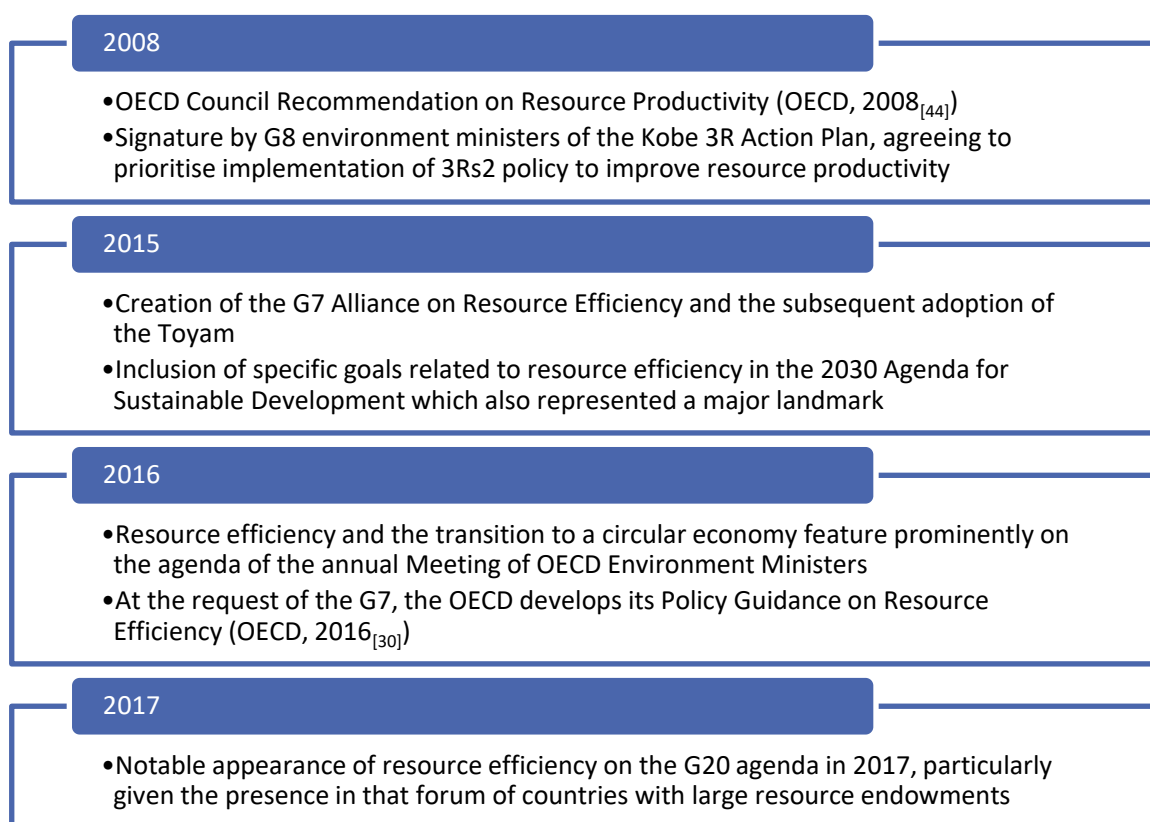 2008
•OECD Council Recommendation on Resource Productivity (OECD, 2008[44])
•Signature by G8 environment ministers of the Kobe 3R Action Plan, agreeing to
prioritise implementation of 3Rs2 policy to improve resource productivity
2015
•Creation of the G7 Alliance on Resource Efficiency and the subsequent adoption of
the Toyam
•Inclusion of specific goals related to resource efficiency in the 2030 Agenda for
Sustainable Development which also represented a major landmark
2016
•Resource efficiency and the transition to a circular economy feature prominently on
the agenda of the annual Meeting of OECD Environment Ministers
•At the request of the G7, the OECD develops its Policy Guidance on Resource
Efficiency (OECD, 2016[30])
2017
•Notable appearance of resource efficiency on the G20 agenda in 2017, particularly
given the presence in that forum of countries with large resource endowments